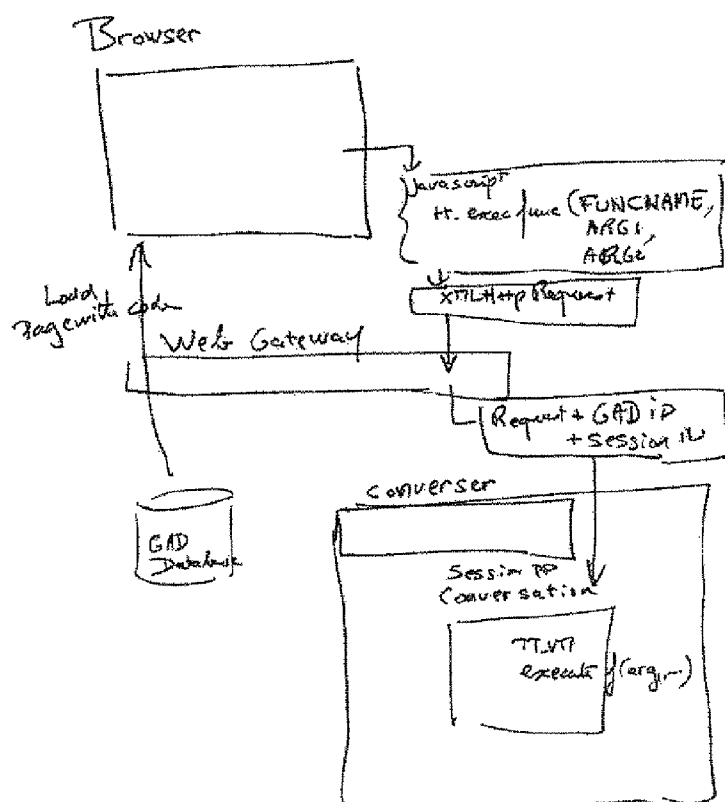 Browser
Javascript
tt. execfunc (FUNCNAME,
ARG1,
ARG2,
XMLHttpRequest
Load
Page with code
Web Gateway
Request + GAD ID
+ Session ID
GAD
Database
Converser
Session
Conversation
execute f(arg,...)